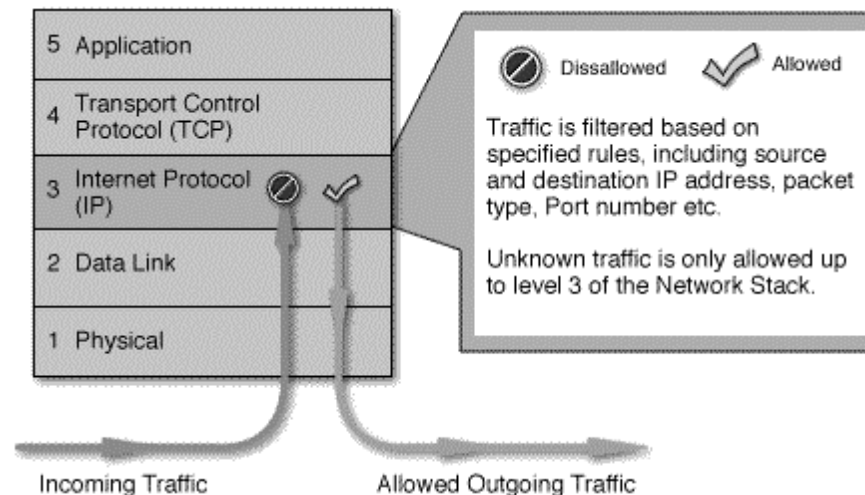 5 Application
4 Transport Control
Protocol (TCP)
3 Internet Protocol
(IP)
2 Data Link
1 Physical
Incoming Traffic
Allowed Outgoing Traffic
Dissallowed
Allowed
Traffic is filtered based on
specified rules, including source
and destination IP address, packet
type, Port number etc.
Unknown traffic is only allowed up
to level 3 of the Network Stack.